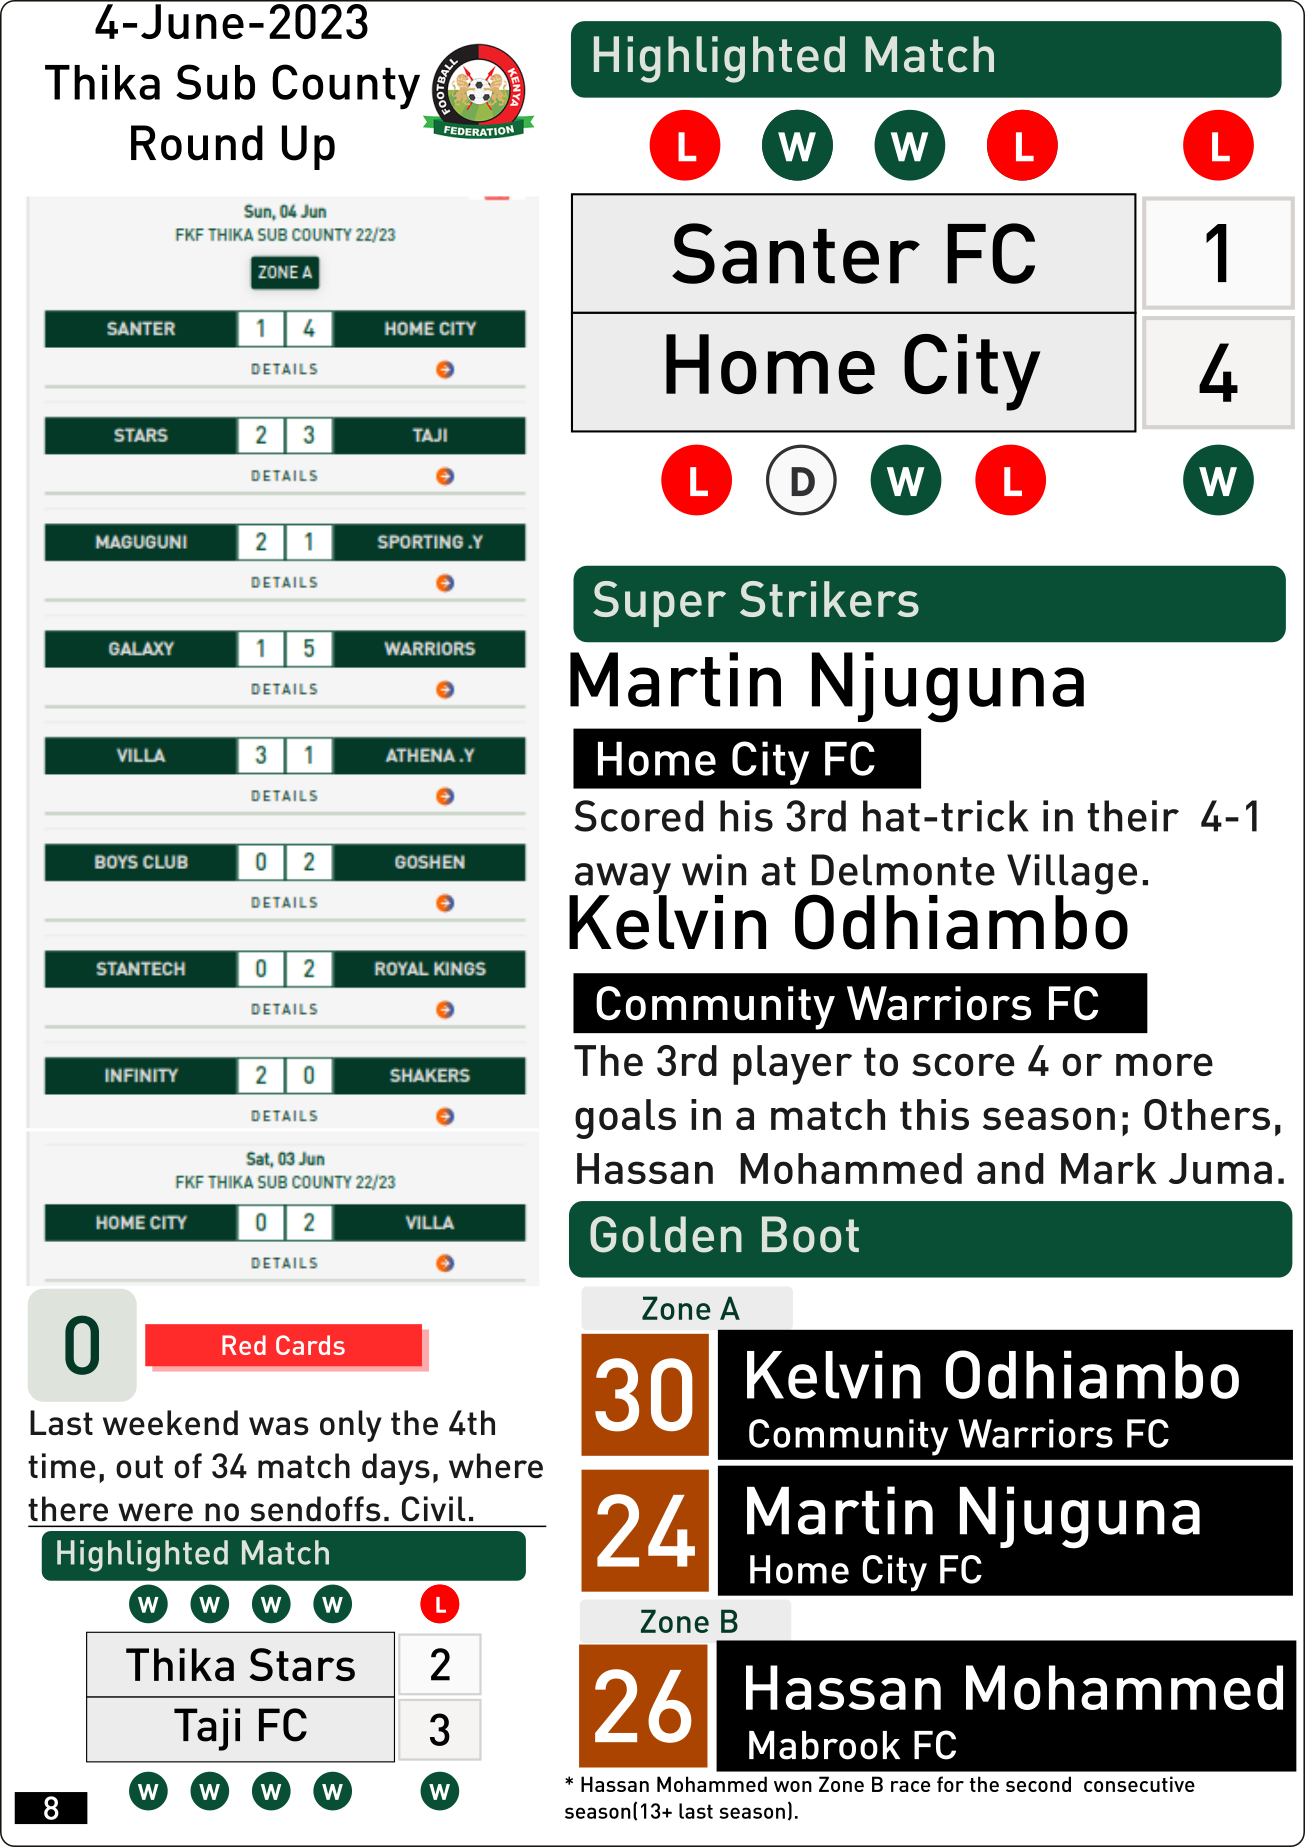 4-June-2023
Thika Sub County
Round Up
FOOTBALL
KENYA
FEDERATION
Sun, 04 Jun
FKF THIKA SUB COUNTY 22/23
ZONE A
SANTER 1 4 HOME CITY
DETAILS
STARS 2 3 TAJI
DETAILS
MAGUGUNI 2 1 SPORTING .Y
DETAILS
GALAXY 1 5 WARRIORS
DETAILS
VILLA 3 1 ATHENA .Y
DETAILS
BOYS CLUB 0 2 GOSHEN
DETAILS
STANTECH 0 2 ROYAL KINGS
DETAILS
INFINITY 2 0 SHAKERS
DETAILS
Sat, 03 Jun
FKF THIKA SUB COUNTY 22/23
HOME CITY 0 2 VILLA
DETAILS
0 Red Cards
Last weekend was only the 4th
time, out of 34 match days, where
there were no sendoffs. Civil.
Highlighted Match
W W W W L
Thika Stars 2
Taji FC 3
W W W W W
8
Highlighted Match
L W W L L
Santer FC 1
Home City 4
L D W L W
Super Strikers
Martin Njuguna
Home City FC
Scored his 3rd hat-trick in their 4-1
away win at Delmonte Village.
Kelvin Odhiambo
Community Warriors FC
The 3rd player to score 4 or more
goals in a match this season; Others,
Hassan Mohammed and Mark Juma.
Golden Boot
Zone A
30 Kelvin Odhiambo
Community Warriors FC
24 Martin Njuguna
Home City FC
Zone B
26 Hassan Mohammed
Mabrook FC
* Hassan Mohammed won Zone B race for the second consecutive
season(13+ last season).